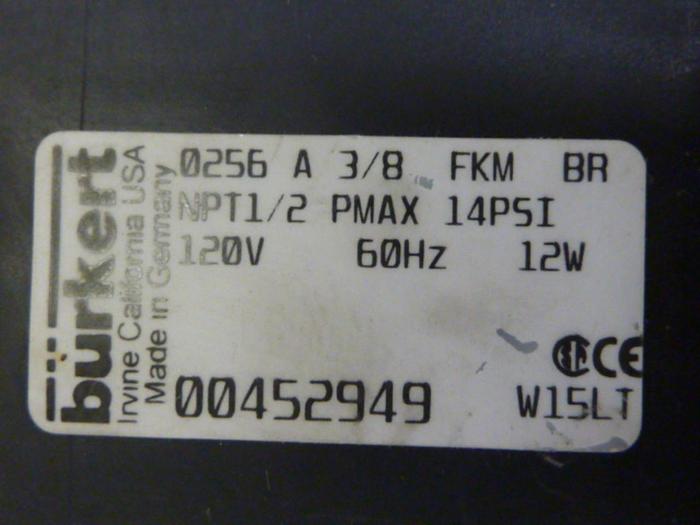 bürkert
Irvine California USA
Made in Germany
0256 A 3/8 FKM BR
NPT1/2 PMAX 14PSI
120V 60Hz 12W
CE
00452949 W15LT